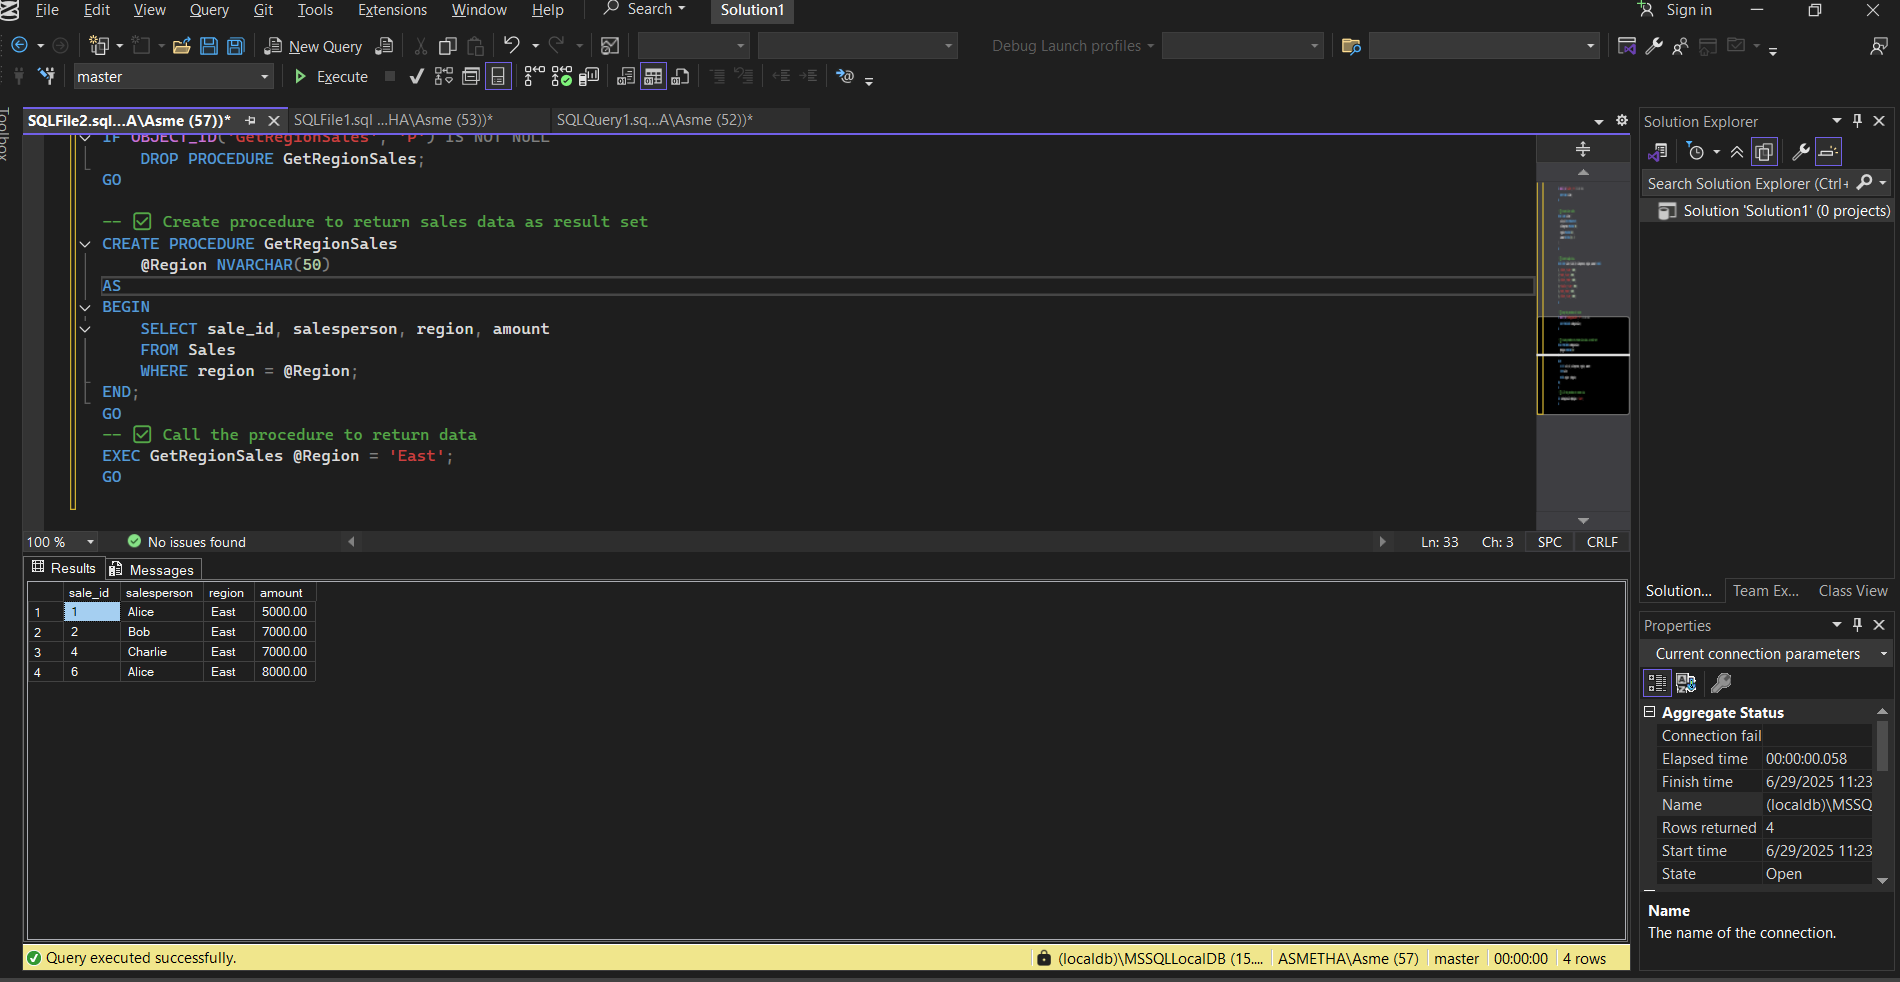 File Edit View Query Git Tools Extensions Window Help Search Solution1 Sign in
New Query Debug Launch profiles
master Execute
Toolbox
SQLFile2.sql...A\Asme (57))* SQLFile1.sql ...HA\Asme (53))* SQLQuery1.sq...A\Asme (52))*
IF OBJECT_ID('GetRegionSales', 'P') IS NOT NULL
DROP PROCEDURE GetRegionSales;
GO
-- ✅ Create procedure to return sales data as result set
CREATE PROCEDURE GetRegionSales
@Region NVARCHAR(50)
AS
BEGIN
SELECT sale_id, salesperson, region, amount
FROM Sales
WHERE region = @Region;
END;
GO
-- ✅ Call the procedure to return data
EXEC GetRegionSales @Region = 'East';
GO
100 % No issues found Ln: 33 Ch: 3 SPC CRLF
Results Messages
sale_id salesperson region amount
1 1 Alice East 5000.00
2 2 Bob East 7000.00
3 4 Charlie East 7000.00
4 6 Alice East 8000.00
Query executed successfully. (localdb)\MSSQLLocalDB (15.... ASMETHA\Asme (57) master 00:00:00 4 rows
Solution Explorer
Search Solution Explorer (Ctrl+
Solution 'Solution1' (0 projects)
Solution... Team Ex... Class View
Properties
Current connection parameters
Aggregate Status
Connection fail
Elapsed time 00:00:00.058
Finish time 6/29/2025 11:23
Name (localdb)\MSSQ
Rows returned 4
Start time 6/29/2025 11:23
State Open
Name
The name of the connection.